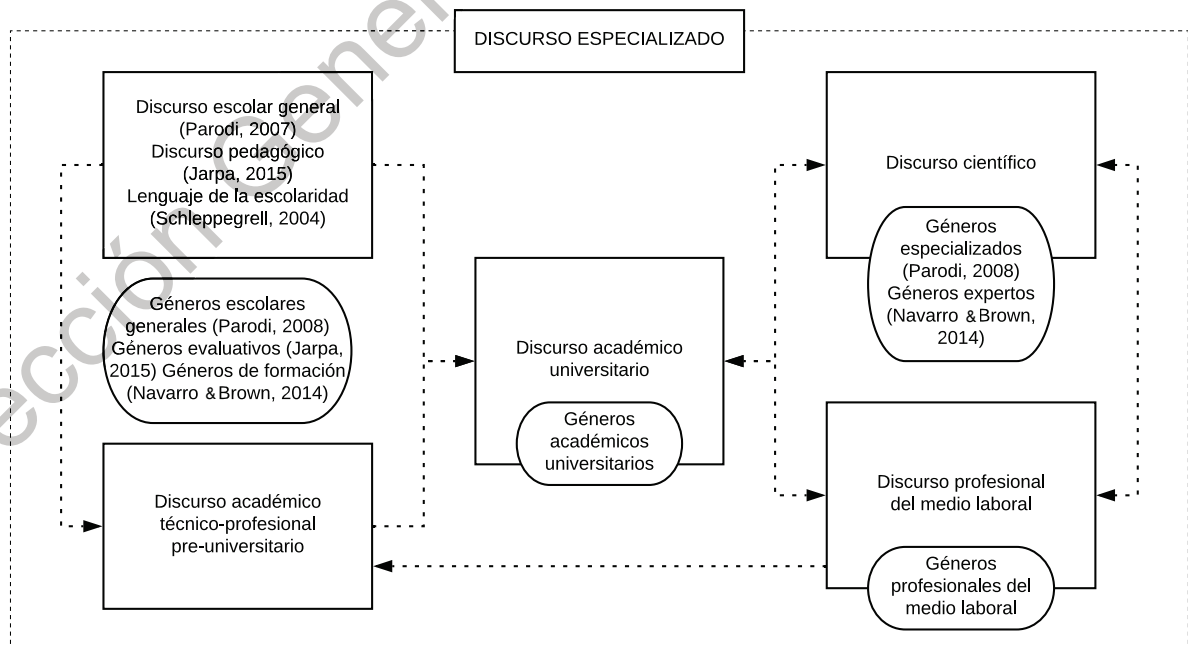 DISCURSO ESPECIALIZADO
Discurso escolar general
(Parodi, 2007)
Discurso pedagógico
(Jarpa, 2015)
Lenguaje de la escolaridad
(Schleppegrell, 2004)
Géneros escolares
generales (Parodi, 2008)
Géneros evaluativos (Jarpa,
2015) Géneros de formación
(Navarro &Brown, 2014)
Discurso académico
técnico-profesional
pre-universitario
Discurso académico
universitario
Géneros
académicos
universitarios
Discurso científico
Géneros
especializados
(Parodi, 2008)
Géneros expertos
(Navarro &Brown,
2014)
Discurso profesional
del medio laboral
Géneros
profesionales del
medio laboral
ección Gener